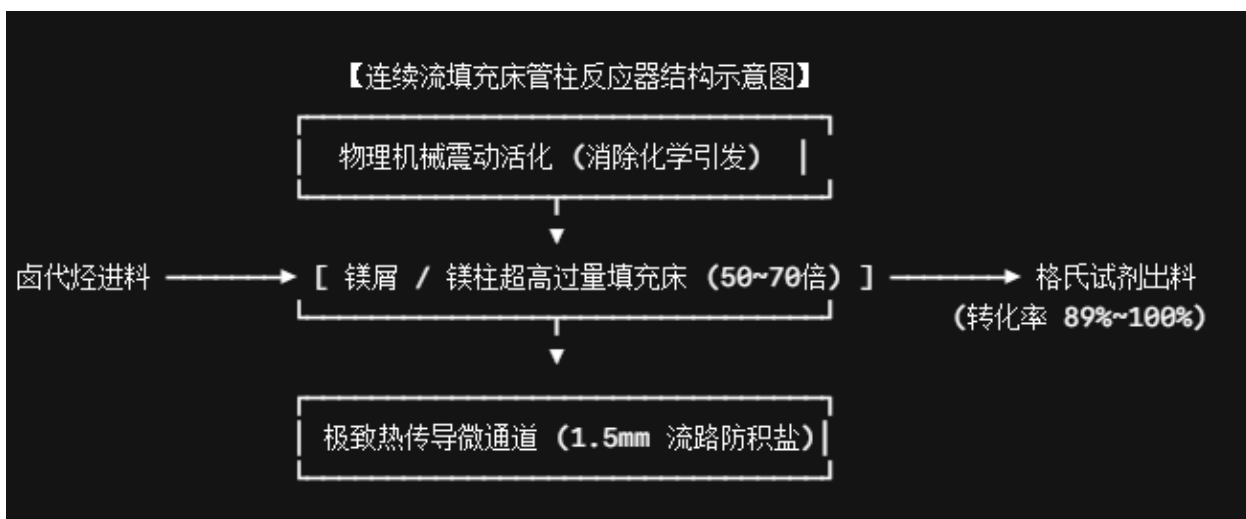 【连续流填充床管柱反应器结构示意图】
物理机械震动活化 (消除化学引发)
卤代烃进料 [ 镁屑 / 镁柱超高过量填充床 (50~70倍) ] 格氏试剂出料
(转化率 89%~100%)
极致热传导微通道 (1.5mm 流路防积盐)